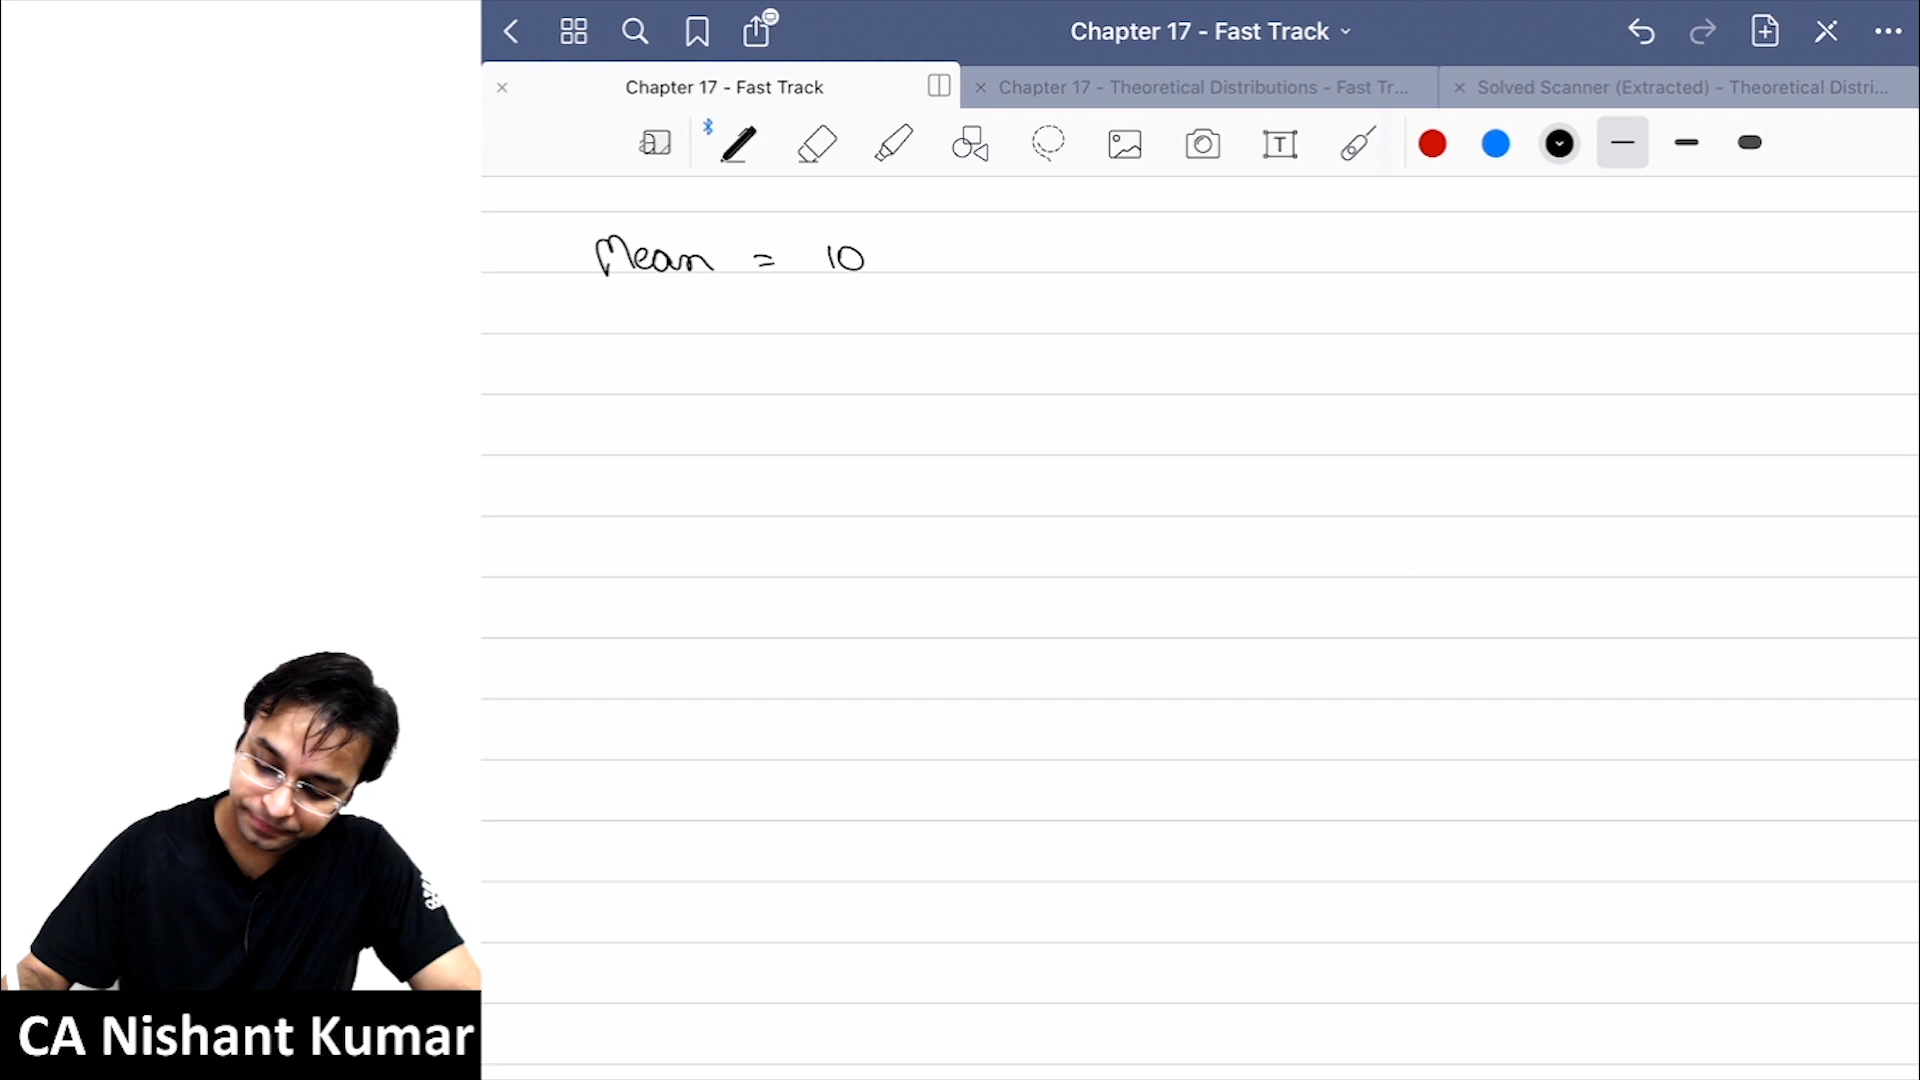 Chapter 17 - Fast Track
Chapter 17 - Fast Track
Chapter 17 - Theoretical Distributions - Fast Tr...
Solved Scanner (Extracted) - Theoretical Distri...
Mean = 10
CA Nishant Kumar